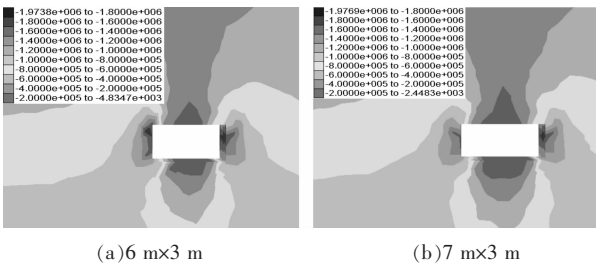 -1.9738e+006 to -1.8000e+006
-1.8000e+006 to -1.6000e+006
-1.6000e+006 to -1.4000e+006
-1.4000e+006 to -1.2000e+006
-1.2000e+006 to -1.0000e+006
-1.0000e+006 to -8.0000e+005
-8.0000e+005 to -6.0000e+005
-6.0000e+005 to -4.0000e+005
-4.0000e+005 to -2.0000e+005
-2.0000e+005 to -4.8347e+003
(a)6 m×3 m
-1.9769e+006 to -1.8000e+006
-1.8000e+006 to -1.6000e+006
-1.6000e+006 to -1.4000e+006
-1.4000e+006 to -1.2000e+006
-1.2000e+006 to -1.0000e+006
-1.0000e+006 to -8.0000e+005
-8.0000e+005 to -6.0000e+005
-6.0000e+005 to -4.0000e+005
-4.0000e+005 to -2.0000e+005
-2.0000e+005 to -2.4483e+003
(b)7 m×3 m